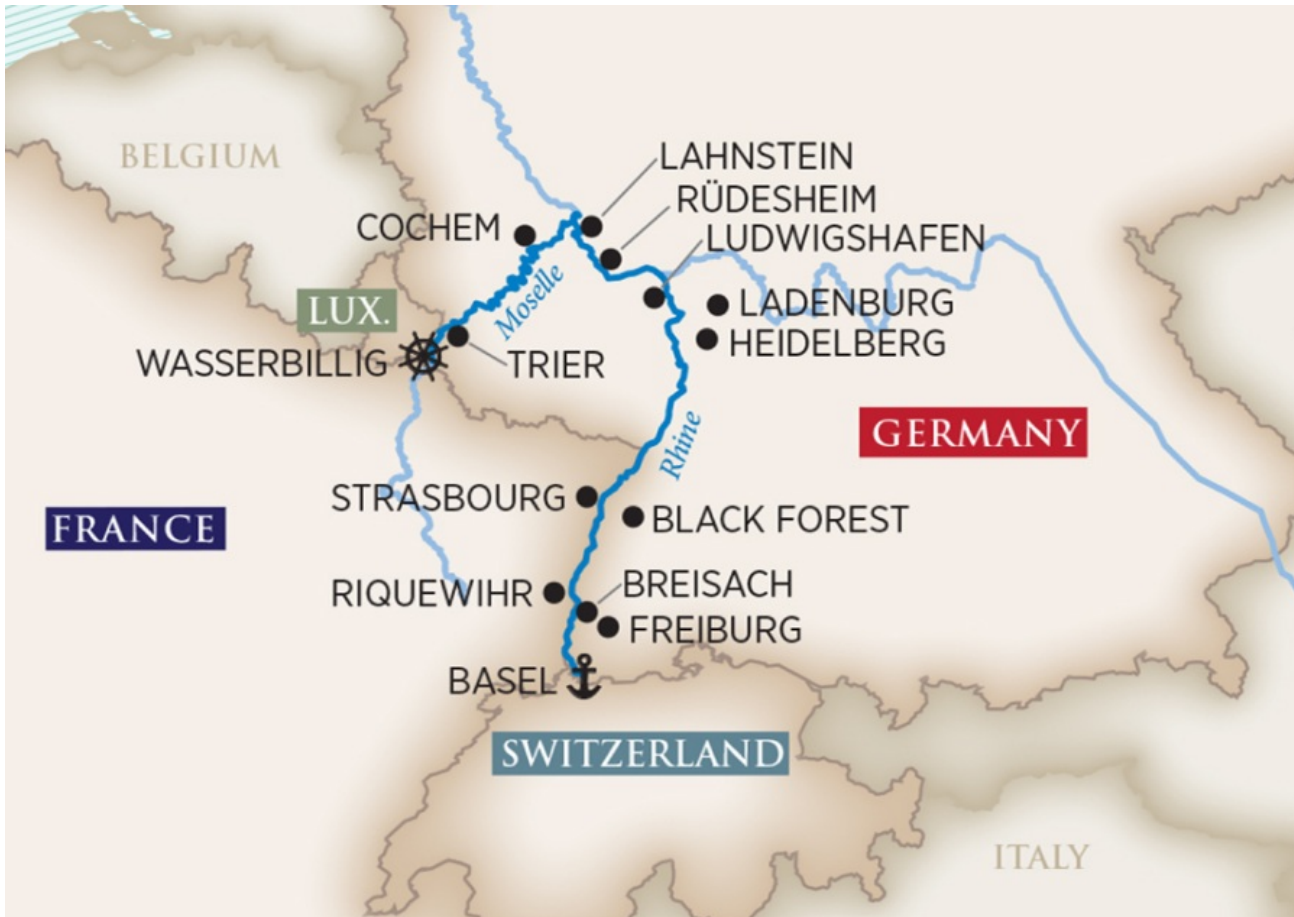 BELGIUM
LAHNSTEIN
RÜDESHEIM
COCHEM
LUDWIGSHAFEN
Moselle
LUX.
LADENBURG
HEIDELBERG
WASSERBILLIG
TRIER
GERMANY
Rhine
STRASBOURG
BLACK FOREST
FRANCE
RIQUEWIHR
BREISACH
FREIBURG
BASEL
SWITZERLAND
ITALY